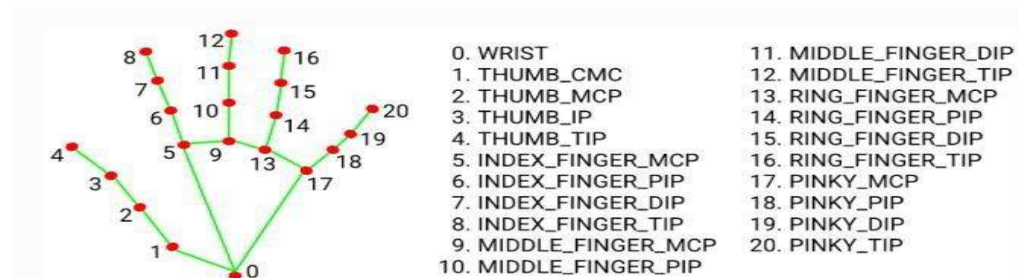 12
16
8
11
15
7
10
20
6
14
19
4
5
9
13
18
3
17
2
1
0
0. WRIST
1. THUMB_CMC
2. THUMB_MCP
3. THUMB_IP
4. THUMB_TIP
5. INDEX_FINGER_MCP
6. INDEX_FINGER_PIP
7. INDEX_FINGER_DIP
8. INDEX_FINGER_TIP
9. MIDDLE_FINGER_MCP
10. MIDDLE_FINGER_PIP
11. MIDDLE_FINGER_DIP
12. MIDDLE_FINGER_TIP
13. RING_FINGER_MCP
14. RING_FINGER_PIP
15. RING_FINGER_DIP
16. RING_FINGER_TIP
17. PINKY_MCP
18. PINKY_PIP
19. PINKY_DIP
20. PINKY_TIP